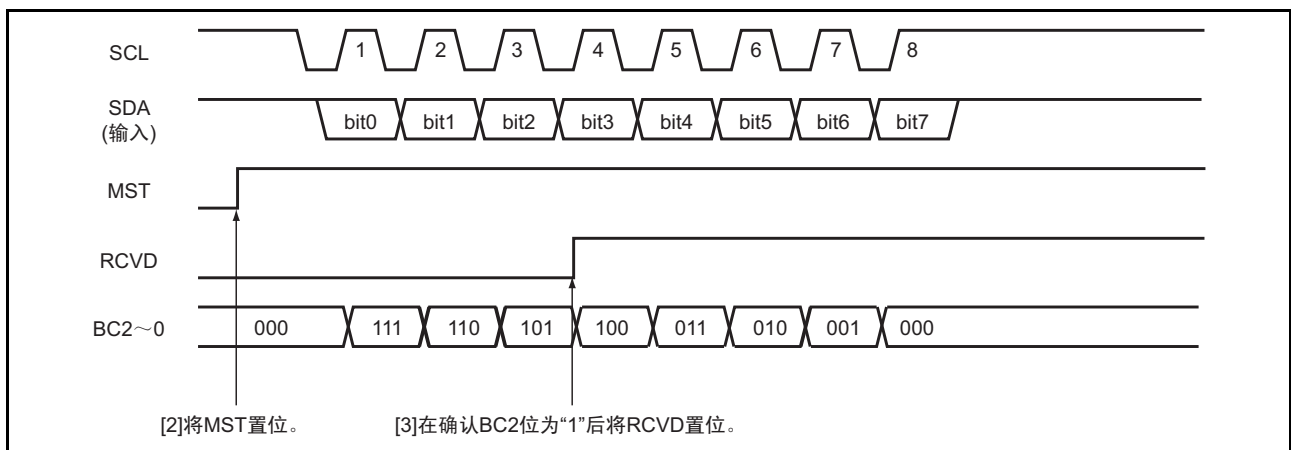 SCL 1 2 3 4 5 6 7 8
SDA
(输入)
bit0 bit1 bit2 bit3 bit4 bit5 bit6 bit7
MST
RCVD
BC2～0 000 111 110 101 100 011 010 001 000
[2]将MST置位。 [3]在确认BC2位为“1”后将RCVD置位。